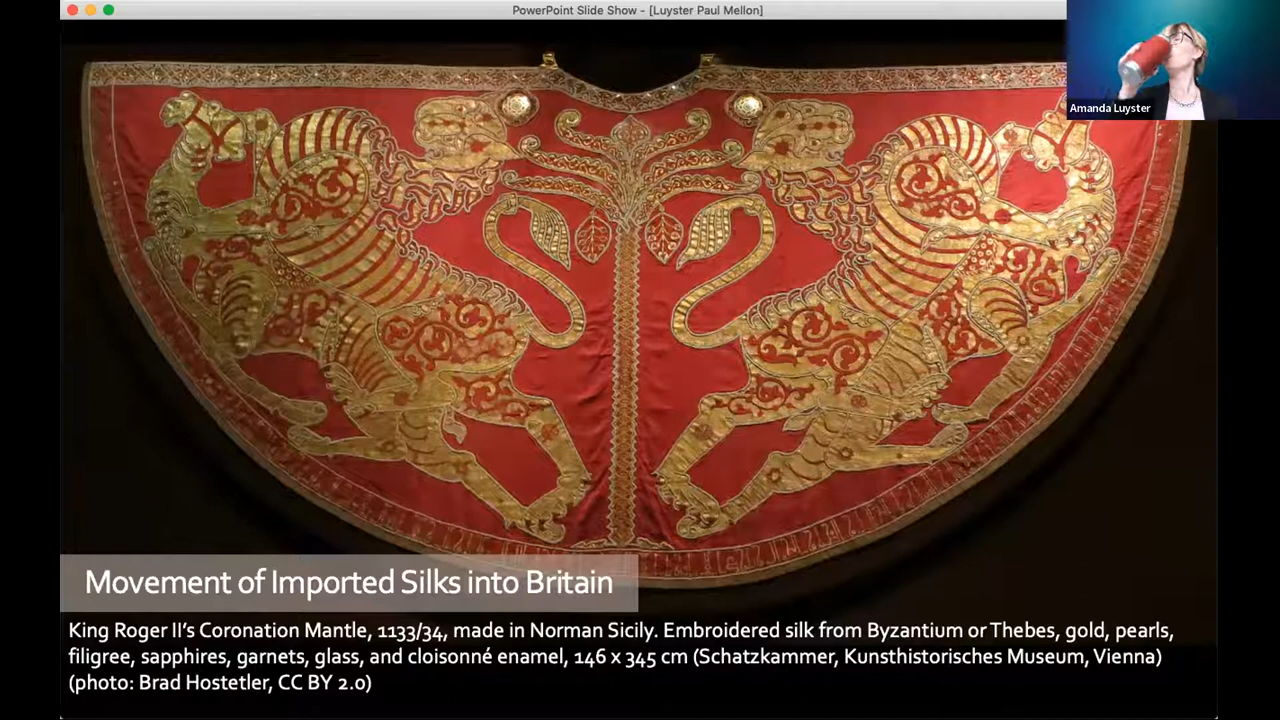 PowerPoint Slide Show - [Luyster Paul Mellon]
Amanda Luyster
Movement of Imported Silks into Britain
King Roger II's Coronation Mantle, 1133/34, made in Norman Sicily. Embroidered silk from Byzantium or Thebes, gold, pearls,
filigree, sapphires, garnets, glass, and cloisonné enamel, 146 x 345 cm (Schatzkammer, Kunsthistorisches Museum, Vienna)
(photo: Brad Hostetler, CC BY 2.0)